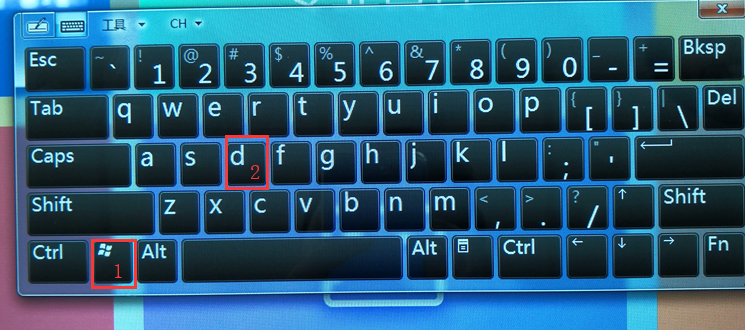 工具 CH x
Esc ~ ` ! 1 @ 2 # 3 $ 4 % 5 ^ 6 & 7 * 8 ( 9 ) 0 _ - + = Bksp
Tab q w e r t y u i o p { [ } ] | \ Del
Caps a s d 2 f g h j k l : ; " '
Shift z x c v b n m < , > . ? / ↑ Shift
Ctrl 1 Alt Alt Ctrl ← ↓ → Fn